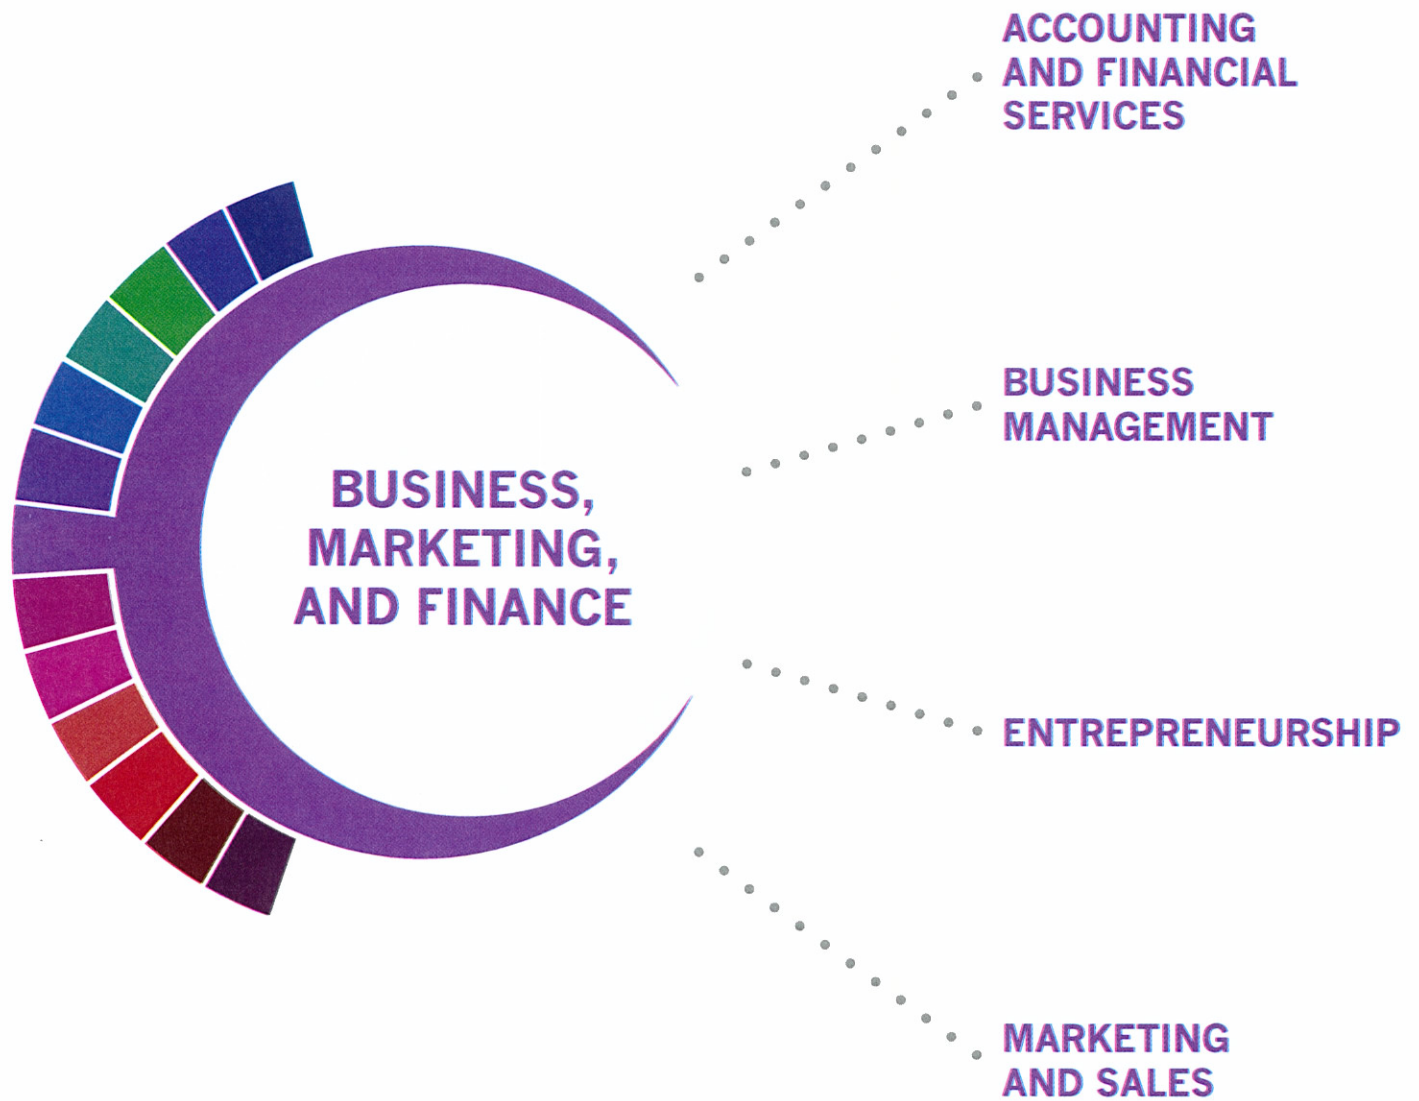 ACCOUNTING
AND FINANCIAL
SERVICES
BUSINESS
MANAGEMENT
BUSINESS,
MARKETING,
AND FINANCE
ENTREPRENEURSHIP
MARKETING
AND SALES